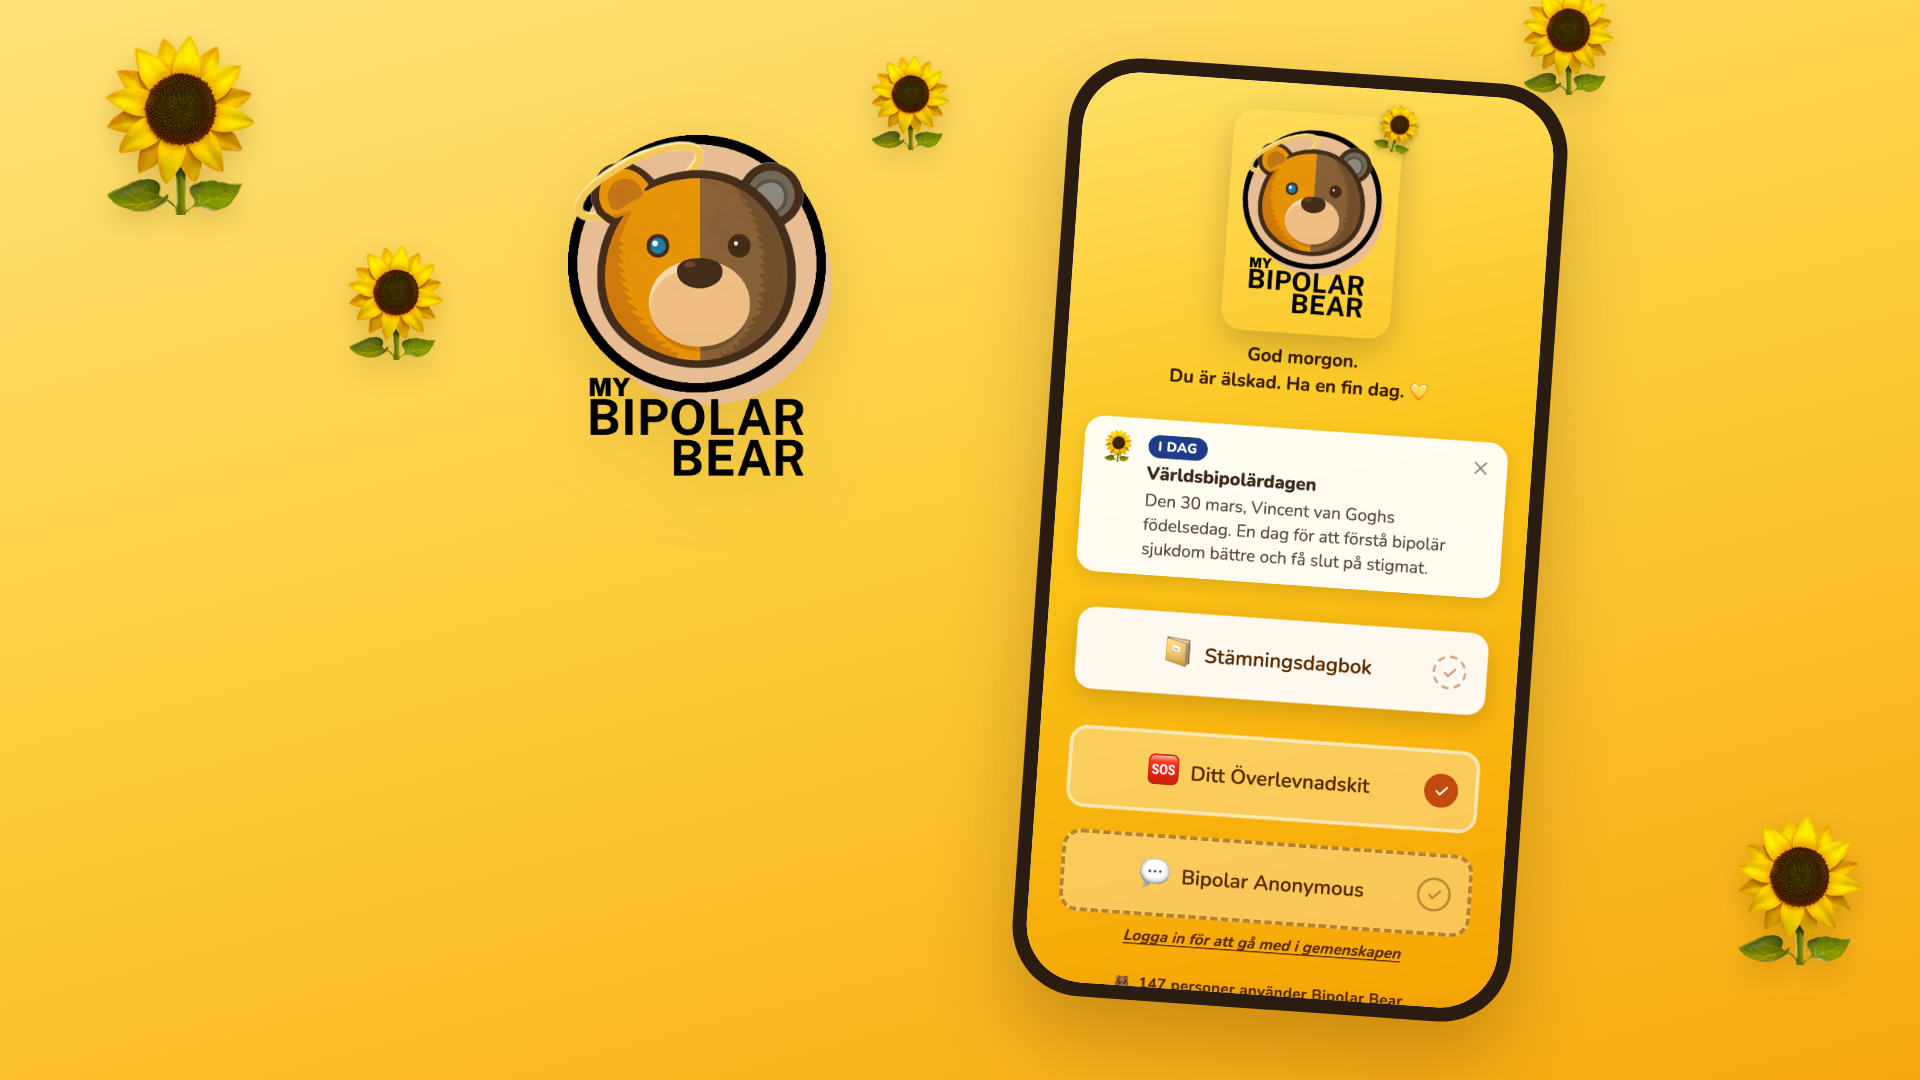 MY
BIPOLAR
BEAR
MY
BIPOLAR
BEAR
God morgon.
Du är älskad. Ha en fin dag. 💛
I DAG
Världsbipolärdagen
Den 30 mars, Vincent van Goghs
födelsedag. En dag för att förstå bipolär
sjukdom bättre och få slut på stigmat.
Stämningsdagbok
SOS Ditt Överlevnadskit
Bipolar Anonymous
Logga in för att gå med i gemenskapen
147 personer använder Bipolar Bear